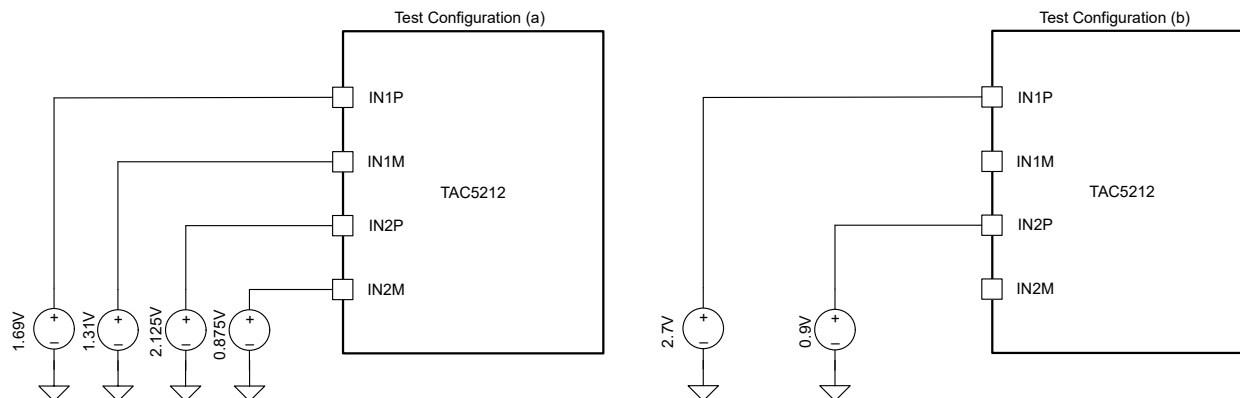 Test Configuration (a)
IN1P
IN1M
TAC5212
IN2P
IN2M
1.69V
+
−
1.31V
+
−
2.125V
+
−
0.875V
+
−
Test Configuration (b)
IN1P
IN1M
TAC5212
IN2P
IN2M
2.7V
+
−
0.9V
+
−